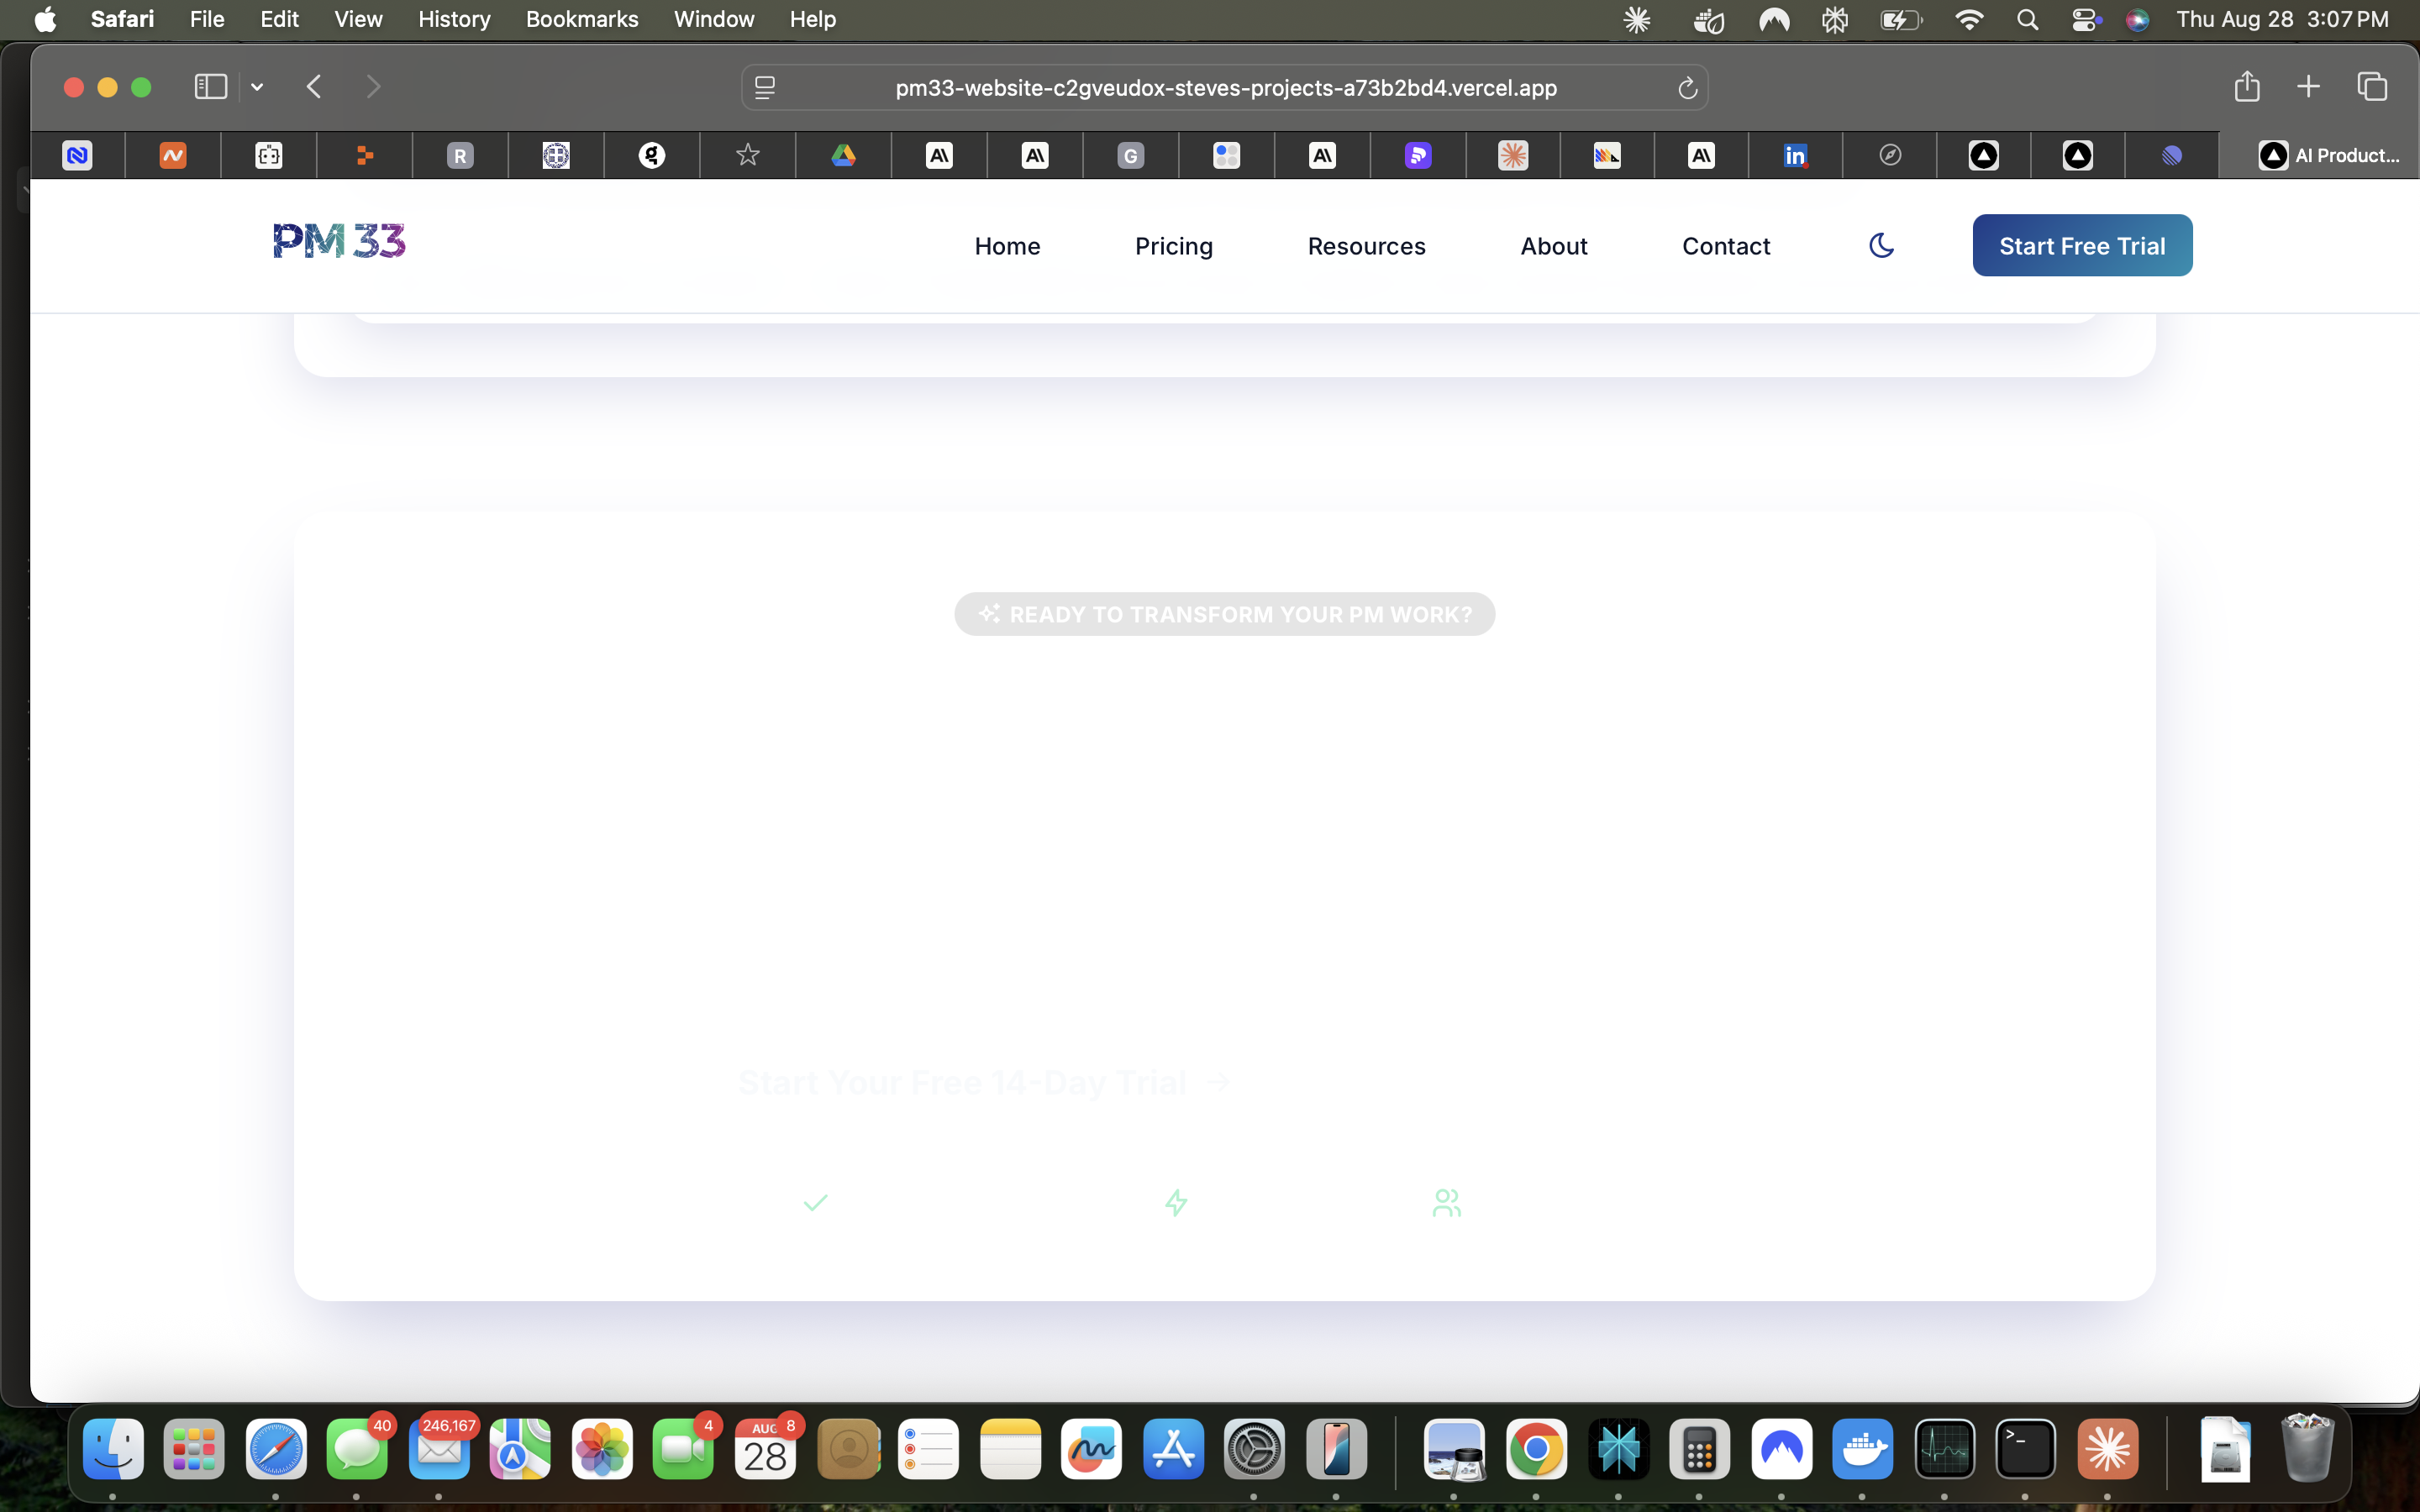 Safari File Edit View History Bookmarks Window Help Thu Aug 28 3:07 PM
pm33-website-c2gveudox-steves-projects-a73b2bd4.vercel.app
R
G
in
AI Product...
PM 33
Home Pricing Resources About Contact Start Free Trial
READY TO TRANSFORM YOUR PM WORK?
Start Your Free 14-Day Trial →
40 246,167 4 AUG 8
28
>_